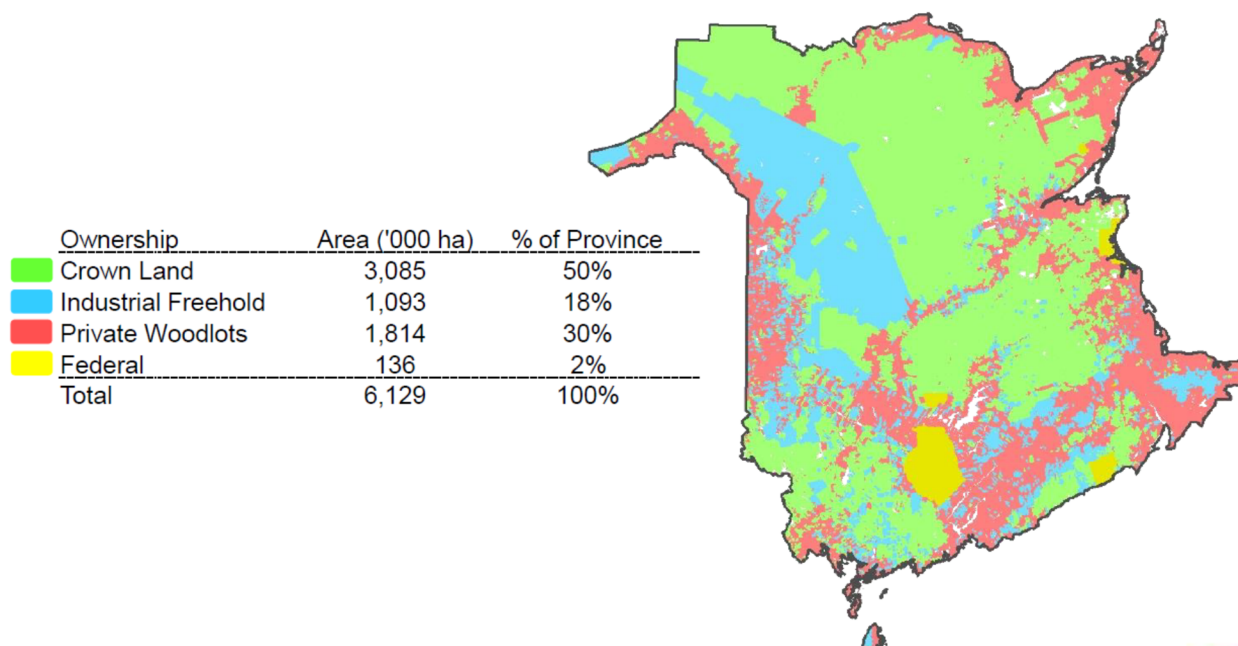 Ownership Area ('000 ha) % of Province
Crown Land 3,085 50%
Industrial Freehold 1,093 18%
Private Woodlots 1,814 30%
Federal 136 2%
Total 6,129 100%